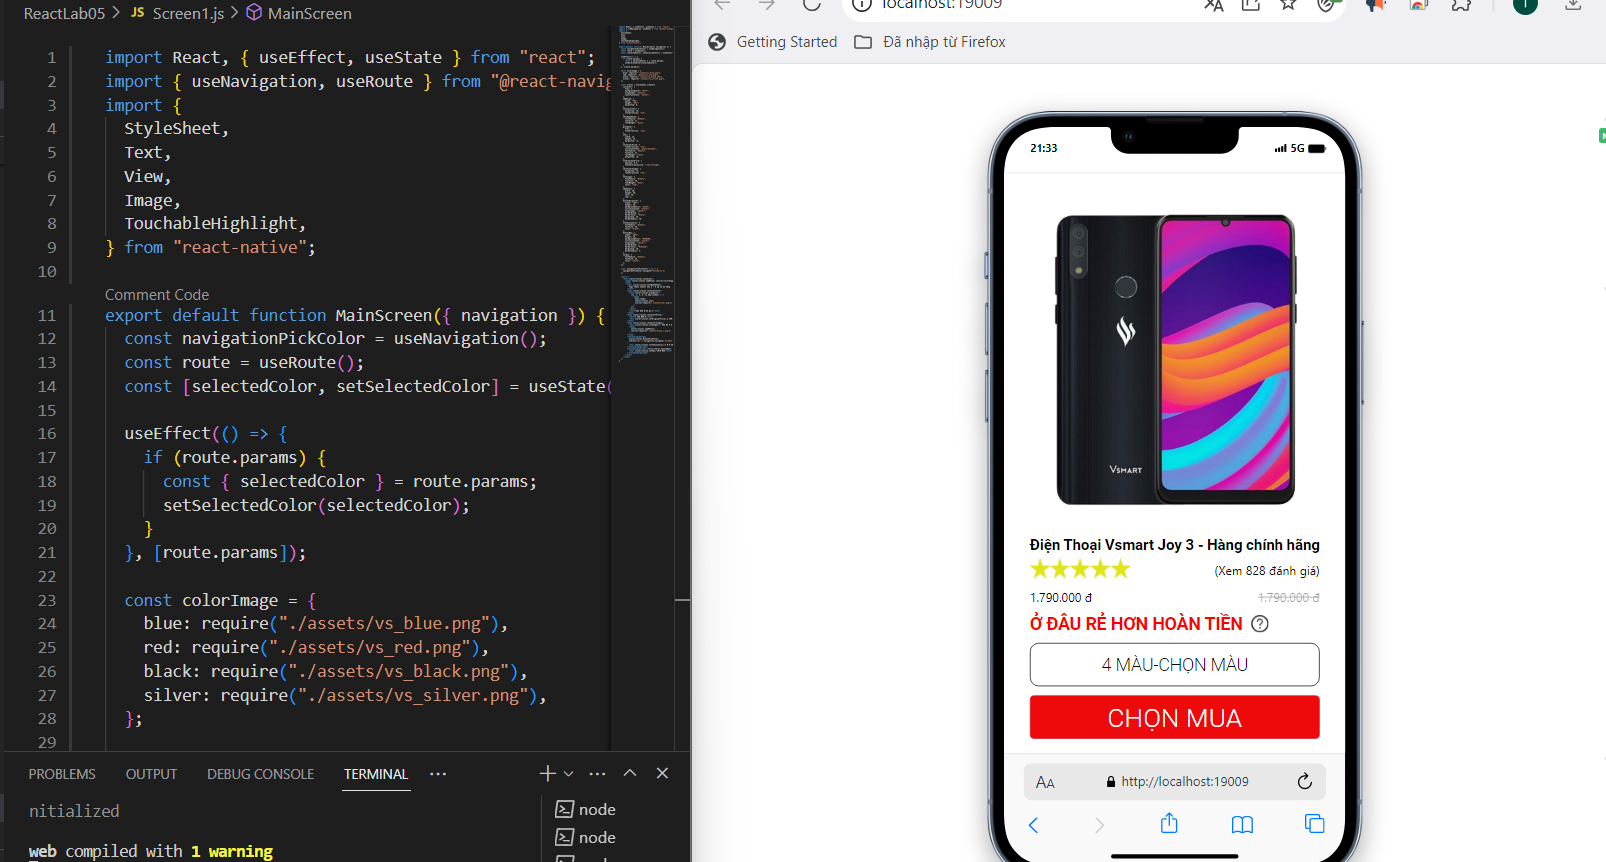 ReactLab05 > JS Screen1.js > MainScreen
1 import React, { useEffect, useState } from "react";
2 import { useNavigation, useRoute } from "@react-navig
3 import {
4 StyleSheet,
5 Text,
6 View,
7 Image,
8 TouchableHighlight,
9 } from "react-native";
10
Comment Code
11 export default function MainScreen({ navigation }) {
12 const navigationPickColor = useNavigation();
13 const route = useRoute();
14 const [selectedColor, setSelectedColor] = useState(
15
16 useEffect(() => {
17 if (route.params) {
18 const { selectedColor } = route.params;
19 setSelectedColor(selectedColor);
20 }
21 }, [route.params]);
22
23 const colorImage = {
24 blue: require("./assets/vs_blue.png"),
25 red: require("./assets/vs_red.png"),
26 black: require("./assets/vs_black.png"),
27 silver: require("./assets/vs_silver.png"),
28 };
29
PROBLEMS OUTPUT DEBUG CONSOLE TERMINAL
nitialized
web compiled with 1 warning
node
node
localhost:19009
Getting Started Đã nhập từ Firefox
21:33 5G
VSMART
Điện Thoại Vsmart Joy 3 - Hàng chính hãng
(Xem 828 đánh giá)
1.790.000 đ 1.790.000 đ
Ở ĐÂU RẺ HƠN HOÀN TIỀN ?
4 MÀU-CHỌN MÀU
CHỌN MUA
AA http://localhost:19009